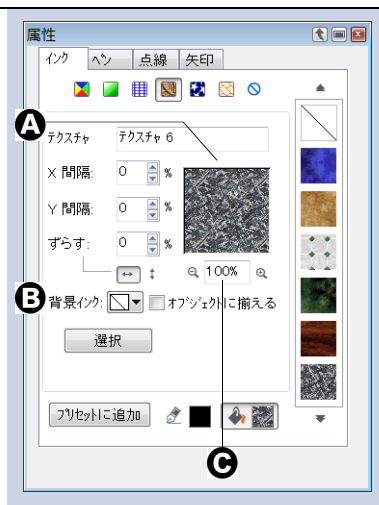 属性
インク ペン 点線 矢印
A
テクスチャ テクスチャ 6
X 間隔: 0 %
Y 間隔: 0 %
ずらす: 0 %
100%
B 背景インク: オブジェクトに揃える
選択
プリセットに追加
C